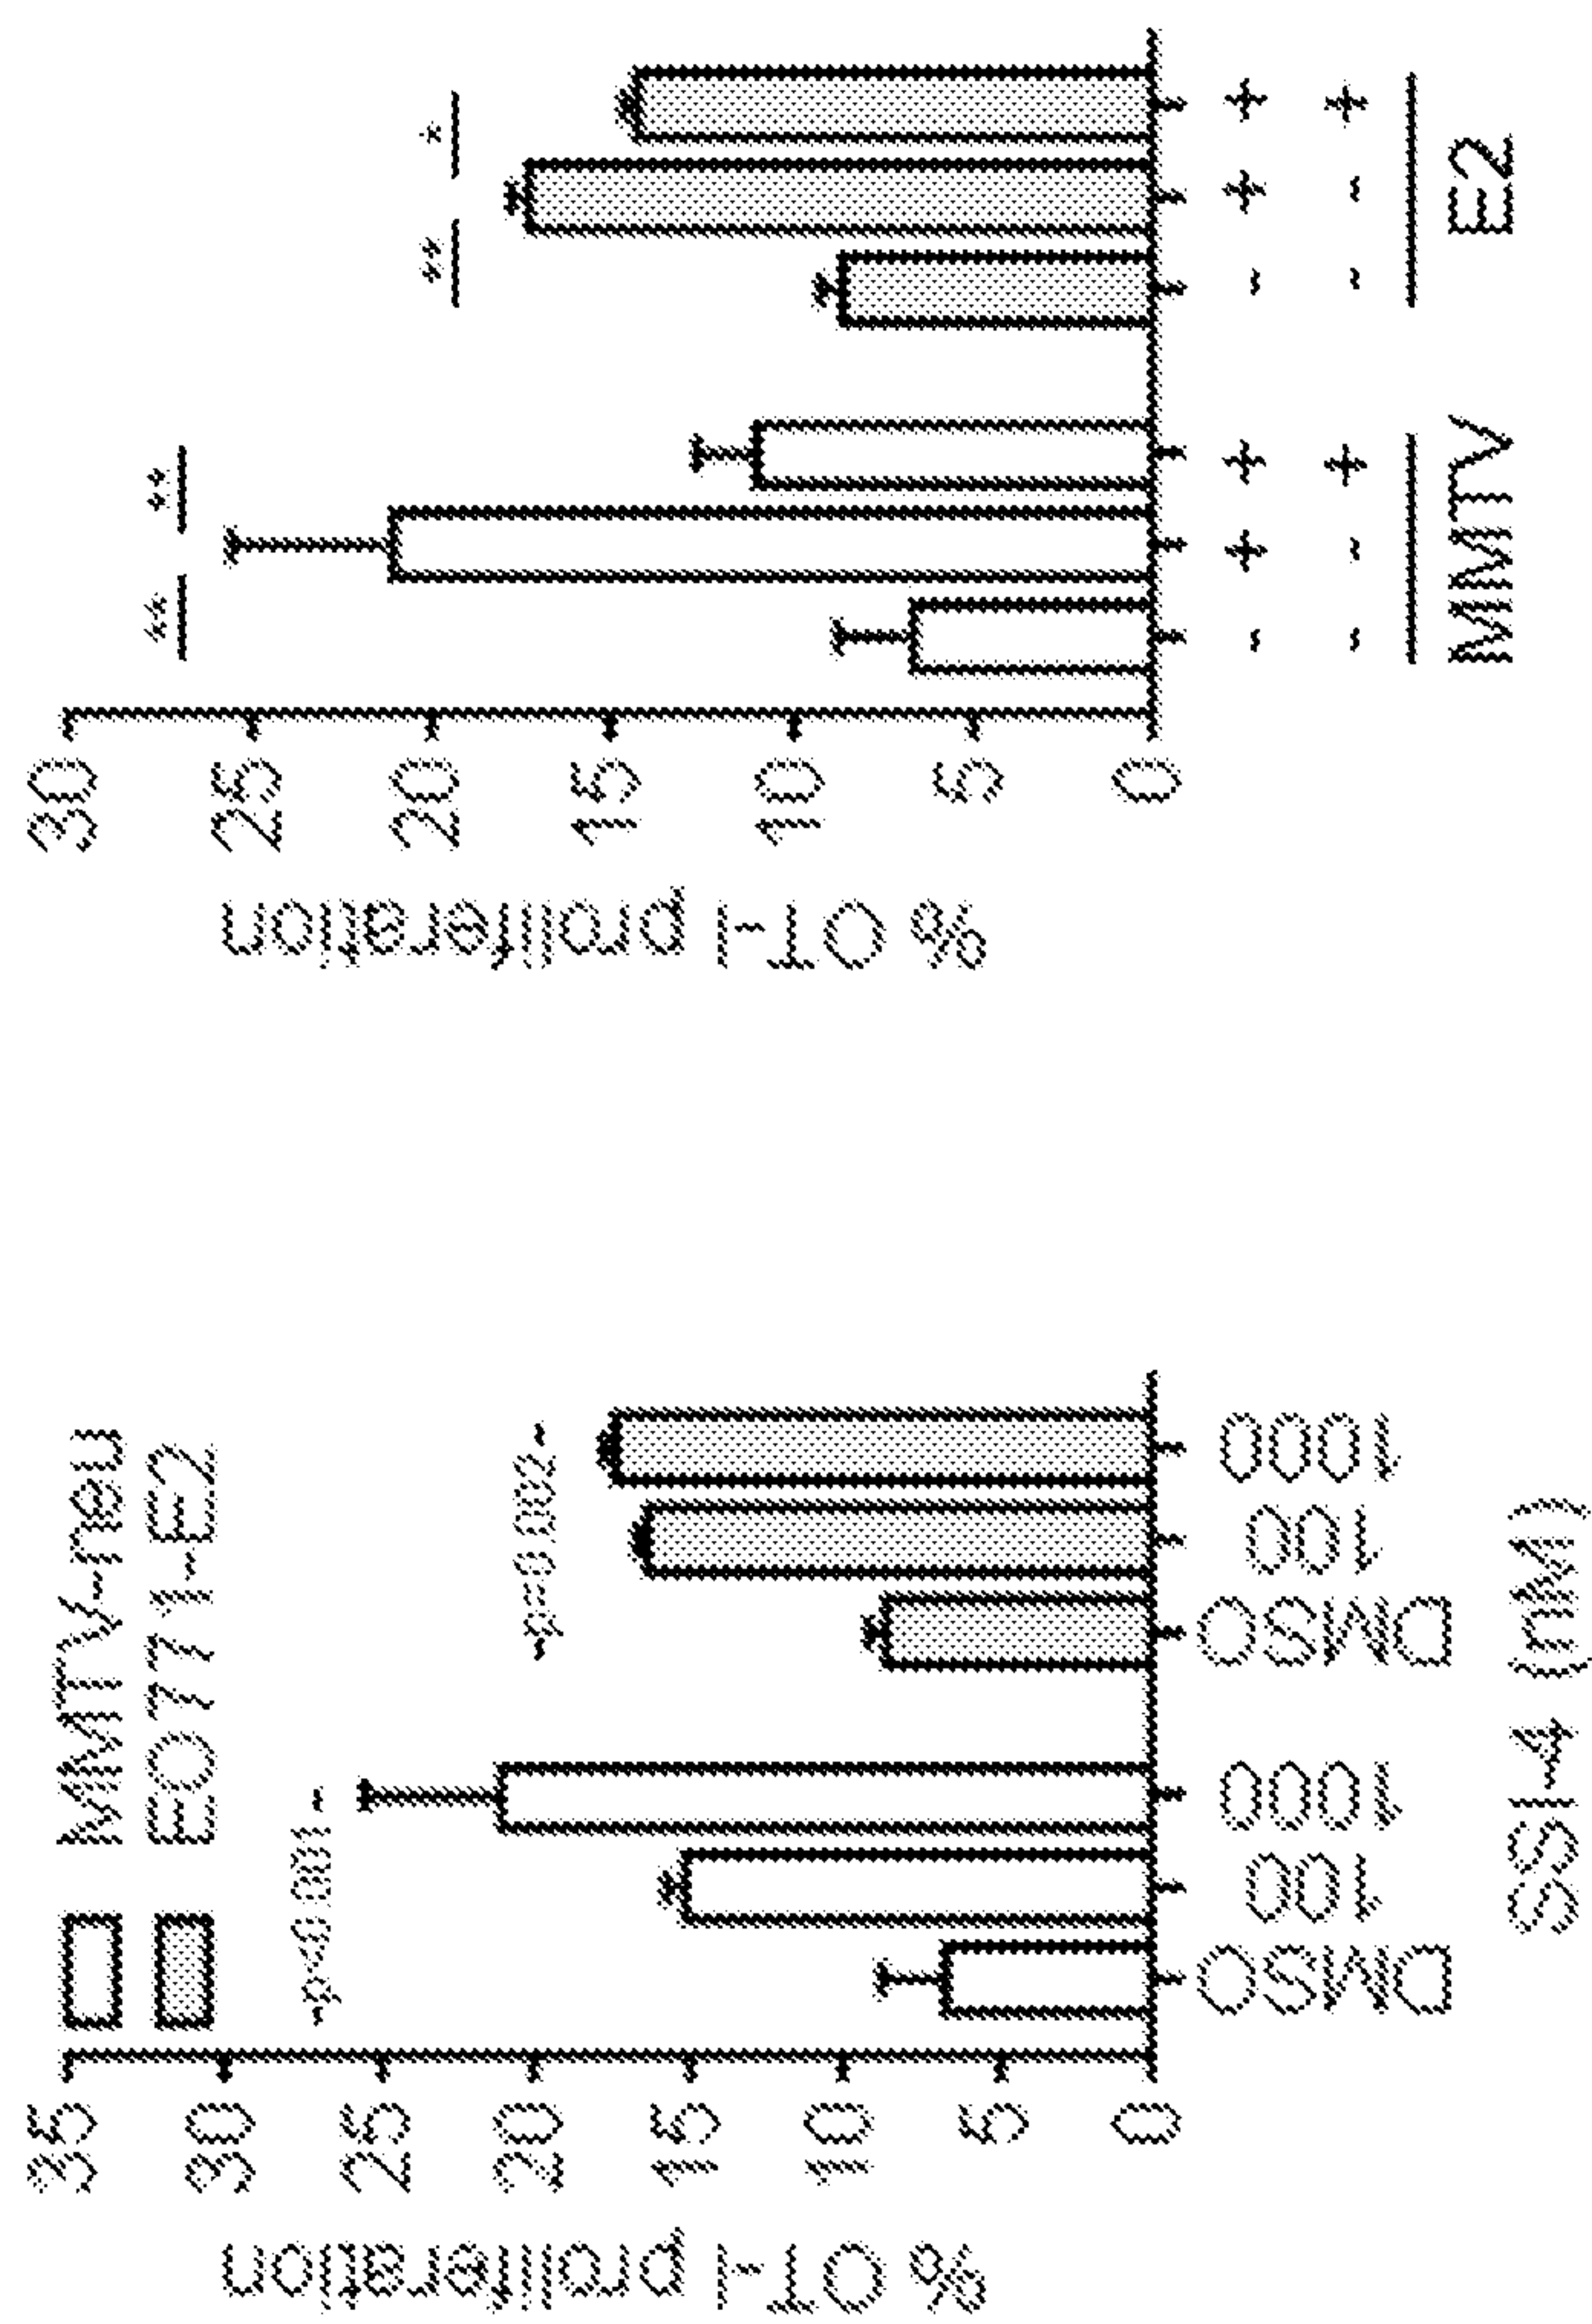 % OT-I proliferation
35
30
25
20
15
10
5
0
MMTV-neu
EO771-E2
-p<0.001 -
-p=0.002-
DMSO
100
1000
DMSO
100
1000
SSI-4 (nM)
% OT-I proliferation
30
25
20
15
10
5
0
** **
** *
- + + - + +
- - + - - +
MMTV E2